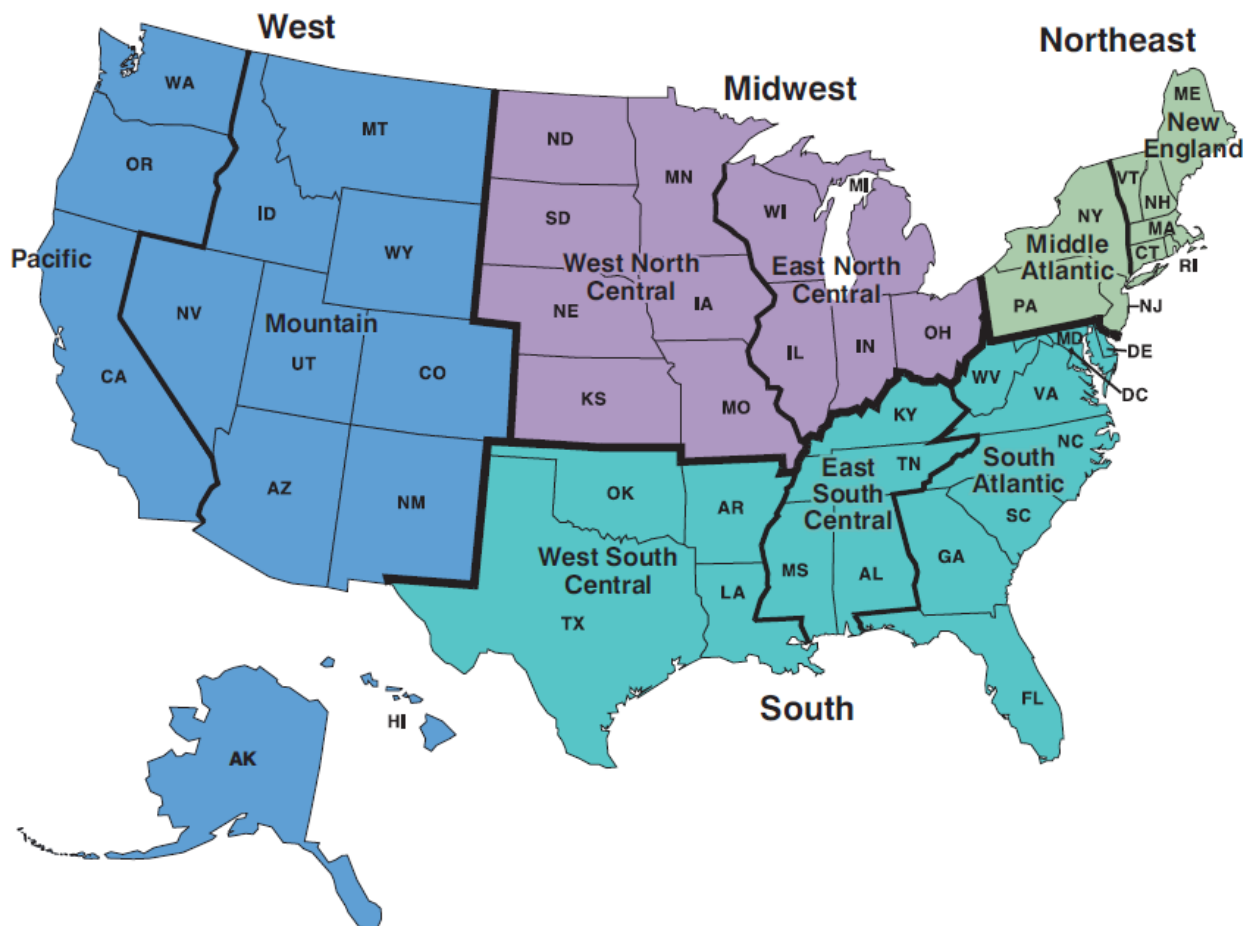 West
Northeast
Midwest
WA
MT
ME
New
England
ND
OR
MN
VT
MI
NH
ID
SD
WI
NY
MA
Pacific
WY
West North
Central
East North
Central
Middle
Atlantic
CT
RI
NV
Mountain
NE
IA
PA
NJ
UT
OH
IL
IN
MD
DE
CA
CO
WV
DC
KS
MO
VA
KY
NC
TN
East
South
Central
South
Atlantic
AZ
NM
OK
AR
SC
West South
Central
MS
AL
GA
LA
TX
South
FL
HI
AK